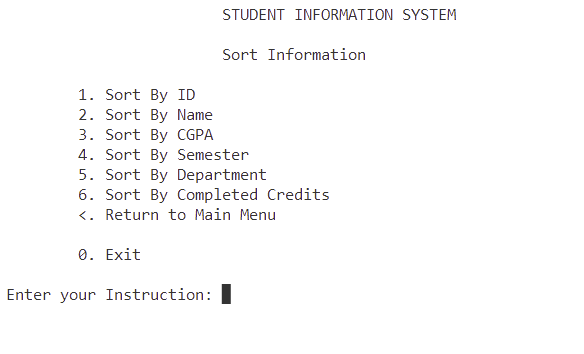 STUDENT INFORMATION SYSTEM
Sort Information
1. Sort By ID
2. Sort By Name
3. Sort By CGPA
4. Sort By Semester
5. Sort By Department
6. Sort By Completed Credits
<. Return to Main Menu
0. Exit
Enter your Instruction: